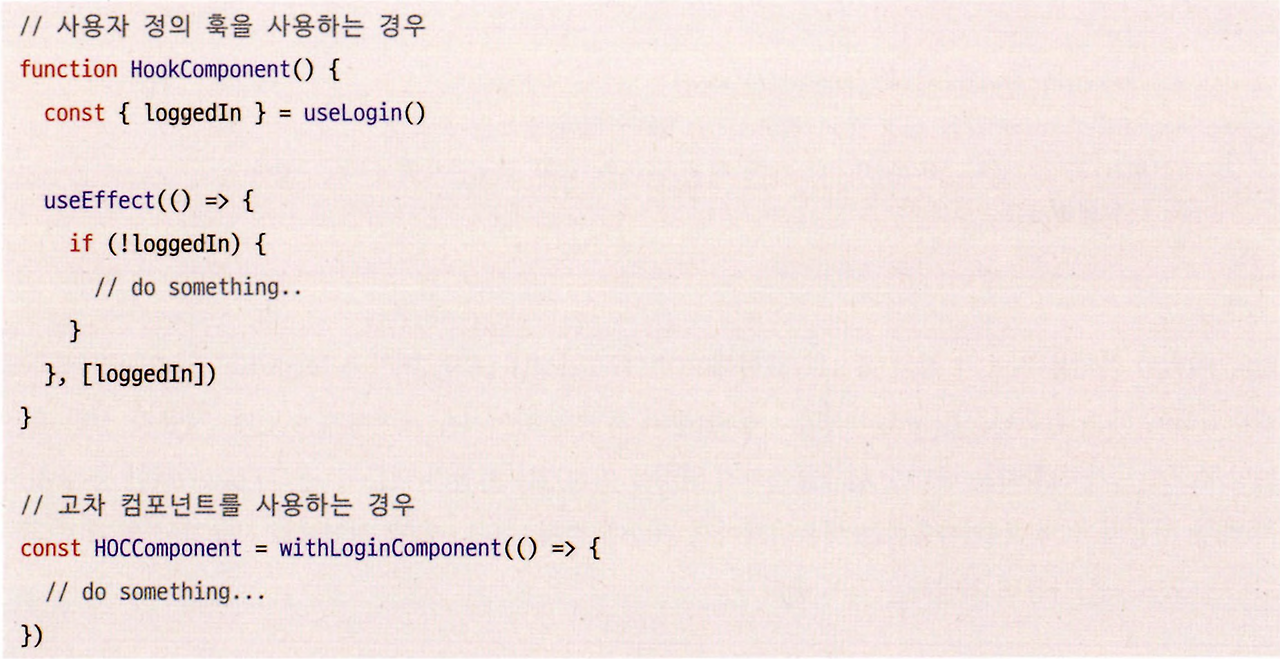 // 사용자 정의 훅을 사용하는 경우
function HookComponent() {
  const { loggedIn } = useLogin()

  useEffect(() => {
    if (!loggedIn) {
      // do something..
    }
  }, [loggedIn])
}

// 고차 컴포넌트를 사용하는 경우
const HOCComponent = withLoginComponent(() => {
  // do something...
})